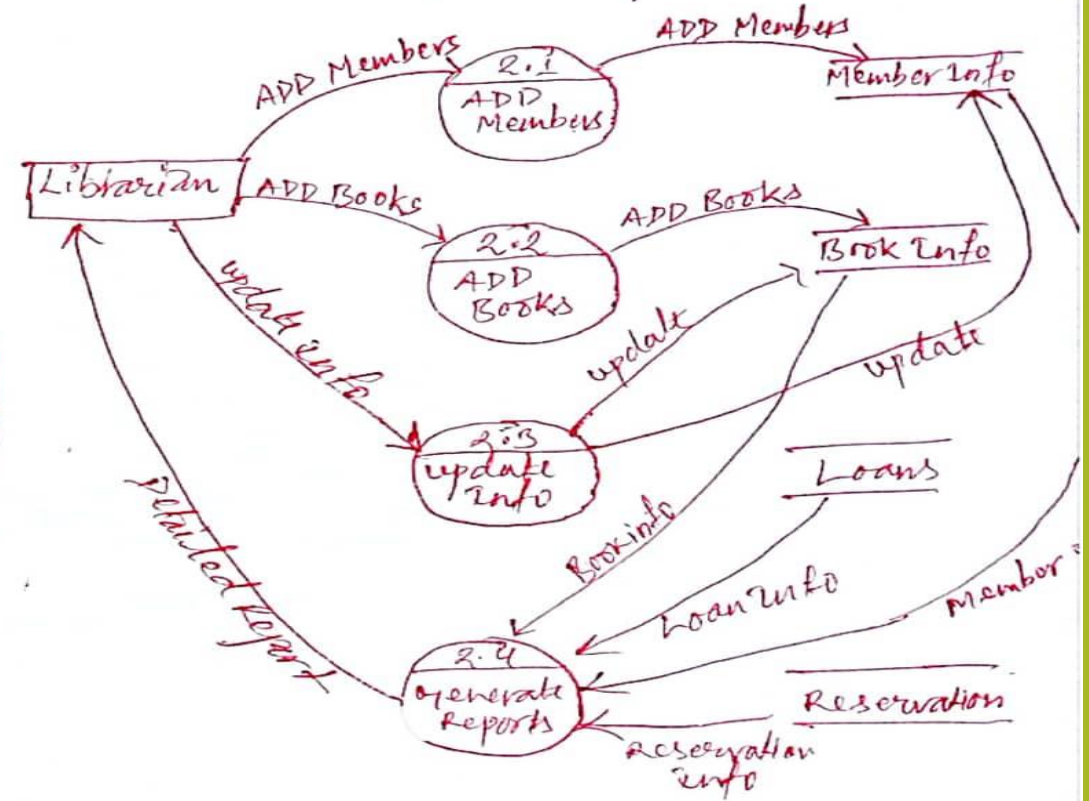 ADD Members
ADD Members
2.1
ADD
Members
Member Info
Librarian
ADD Books
ADD Books
2.2
ADD
Books
Book Info
update info
update
update
2.3
update
Info
Loans
Bookinfo
Loan Info
Member
Detailed Report
2.4
Generate
Reports
Reservation
Reservation
info